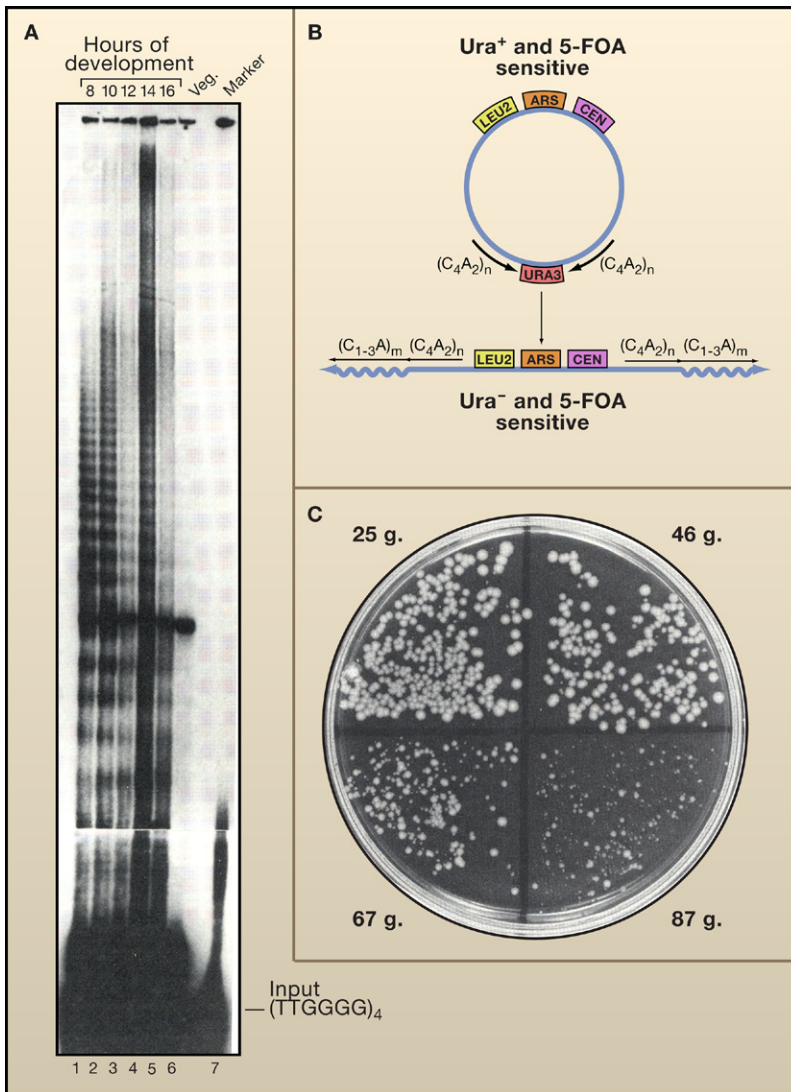 A
Hours of
development
8 10 12 14 16 Veg. Marker
Input
(TTGGGG)4
1 2 3 4 5 6 7
B
Ura+ and 5-FOA
sensitive
LEU2 ARS CEN
(C4A2)n URA3 (C4A2)n
(C1-3A)m (C4A2)n LEU2 ARS CEN (C4A2)n (C1-3A)m
Ura− and 5-FOA
sensitive
C
25 g. 46 g.
67 g. 87 g.